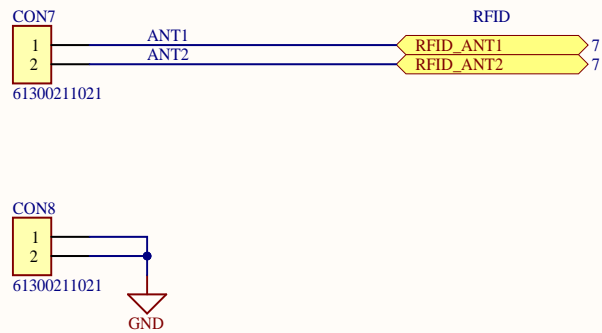 RFID
CON7
1
ANT1
RFID_ANT1
7
2
ANT2
RFID_ANT2
7
61300211021
CON8
1
2
61300211021
GND